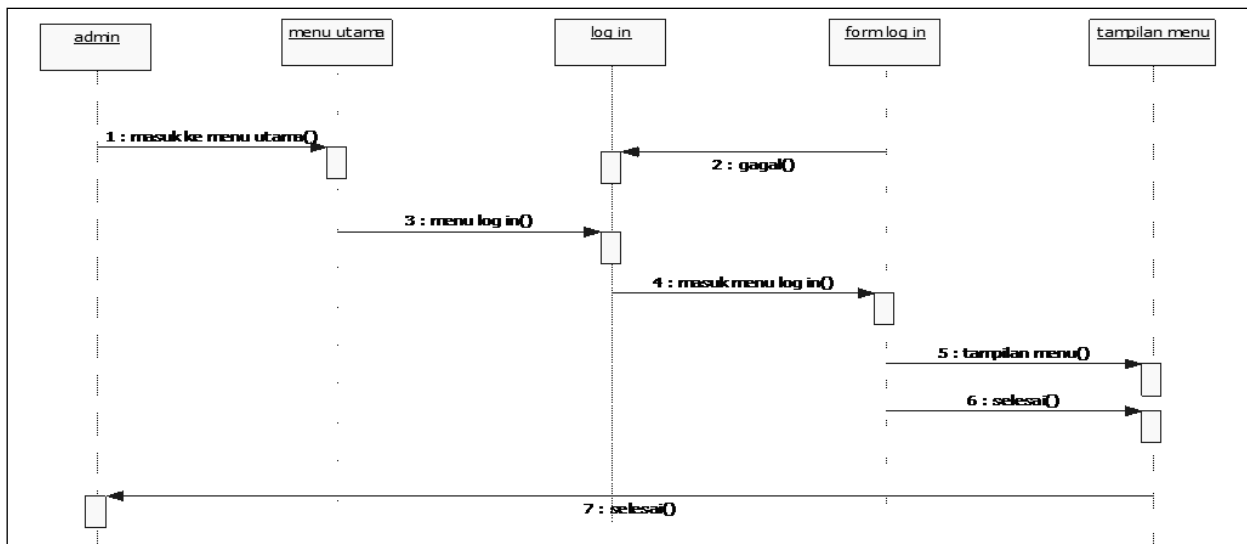 admin
menu utama
log in
form log in
tampilan menu
1 : masuk ke menu utama()
2 : gagal()
3 : menu log in()
4 : masuk menu log in()
5 : tampilan menu()
6 : selesai()
7 : selesai()